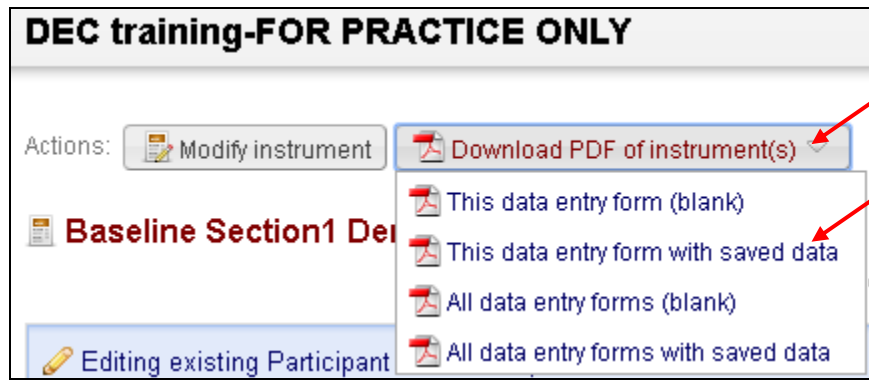 DEC training-FOR PRACTICE ONLY
Actions: Modify instrument Download PDF of instrument(s)
This data entry form (blank)
Baseline Section1
This data entry form with saved data
All data entry forms (blank)
Editing existing Participant
All data entry forms with saved data